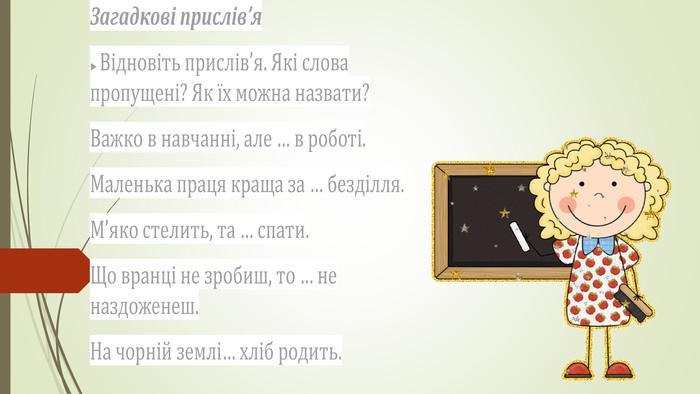 Загадкові прислів’я
Відновіть прислів’я. Які слова
пропущені? Як їх можна назвати?
Важко в навчанні, але ... в роботі.
Маленька праця краща за ... безділля.
М’яко стелить, та ... спати.
Що вранці не зробиш, то ... не
наздоженеш.
На чорній землі... хліб родить.